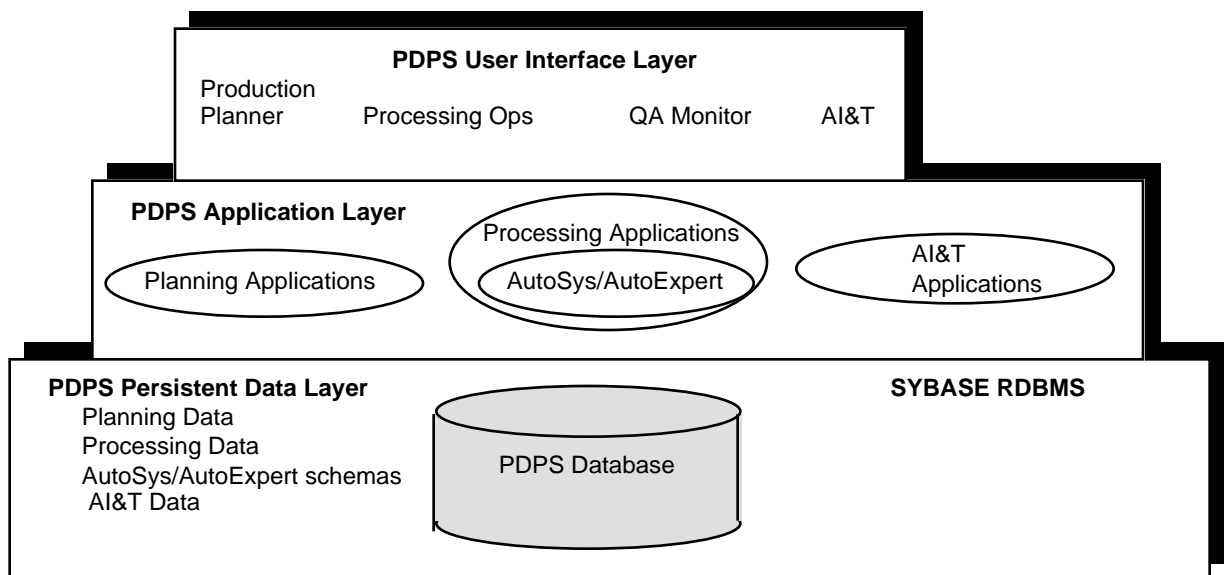 PDPS User Interface Layer
Production
Planner Processing Ops QA Monitor AI&T
PDPS Application Layer
Processing Applications
AutoSys/AutoExpert
Planning Applications
AI&T
Applications
PDPS Persistent Data Layer
Planning Data
Processing Data
AutoSys/AutoExpert schemas
AI&T Data
PDPS Database
SYBASE RDBMS